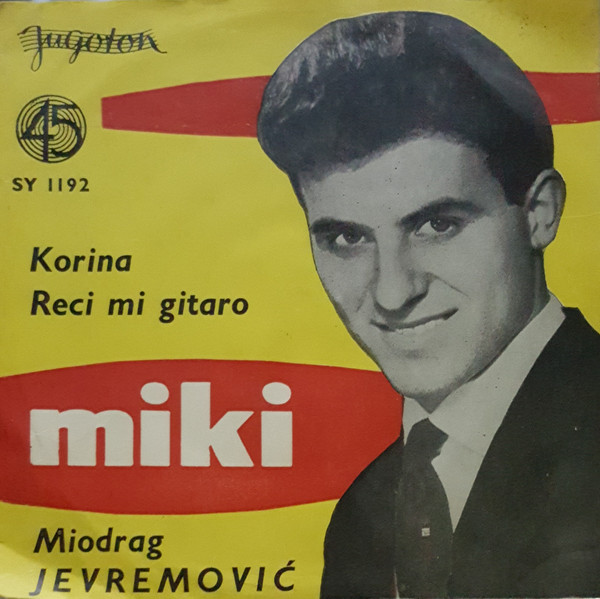 Jugoton
45
SY 1192
Korina
Reci mi gitaro
miki
Miodrag
JEVREMOVIĆ